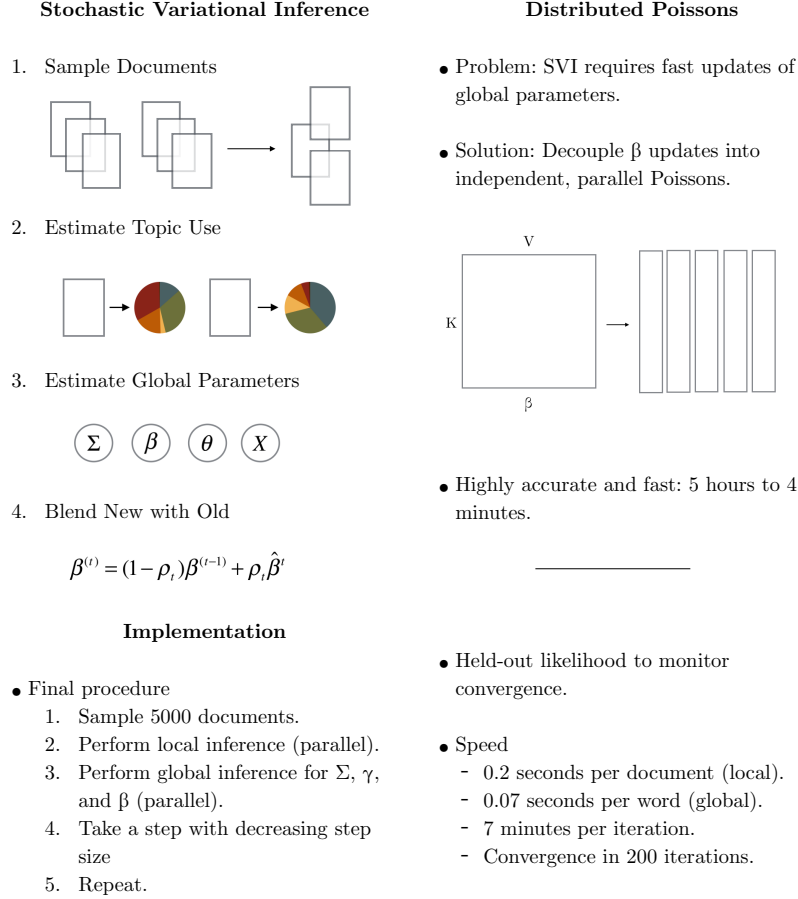 Stochastic Variational Inference
1. Sample Documents
2. Estimate Topic Use
3. Estimate Global Parameters
Σ β θ X
4. Blend New with Old
β^(t) = (1 − ρ_t)β^(t−1) + ρ_t β̂^t
Distributed Poissons
• Problem: SVI requires fast updates of
global parameters.
• Solution: Decouple β updates into
independent, parallel Poissons.
V
K
β
• Highly accurate and fast: 5 hours to 4
minutes.
Implementation
• Final procedure
1. Sample 5000 documents.
2. Perform local inference (parallel).
3. Perform global inference for Σ, γ,
and β (parallel).
4. Take a step with decreasing step
size
5. Repeat.
• Held-out likelihood to monitor
convergence.
• Speed
- 0.2 seconds per document (local).
- 0.07 seconds per word (global).
- 7 minutes per iteration.
- Convergence in 200 iterations.